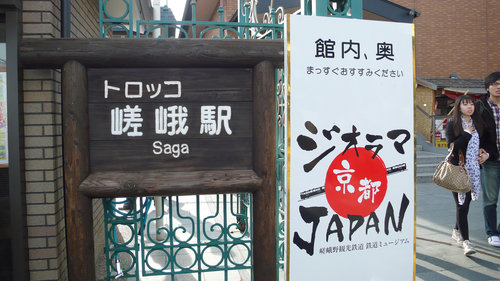 トロッコ
嵯峨駅
Saga
館内、奥
まっすぐおすすみください
ジオラマ
京都
JAPAN
嵯峨野観光鉄道 鉄道ミュージアム